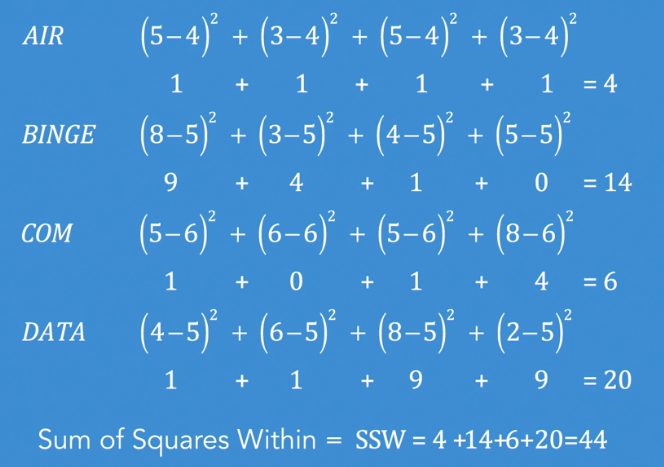 AIR (5−4)² + (3−4)² + (5−4)² + (3−4)²
1 + 1 + 1 + 1 = 4
BINGE (8−5)² + (3−5)² + (4−5)² + (5−5)²
9 + 4 + 1 + 0 = 14
COM (5−6)² + (6−6)² + (5−6)² + (8−6)²
1 + 0 + 1 + 4 = 6
DATA (4−5)² + (6−5)² + (8−5)² + (2−5)²
1 + 1 + 9 + 9 = 20
Sum of Squares Within = SSW = 4 +14+6+20=44